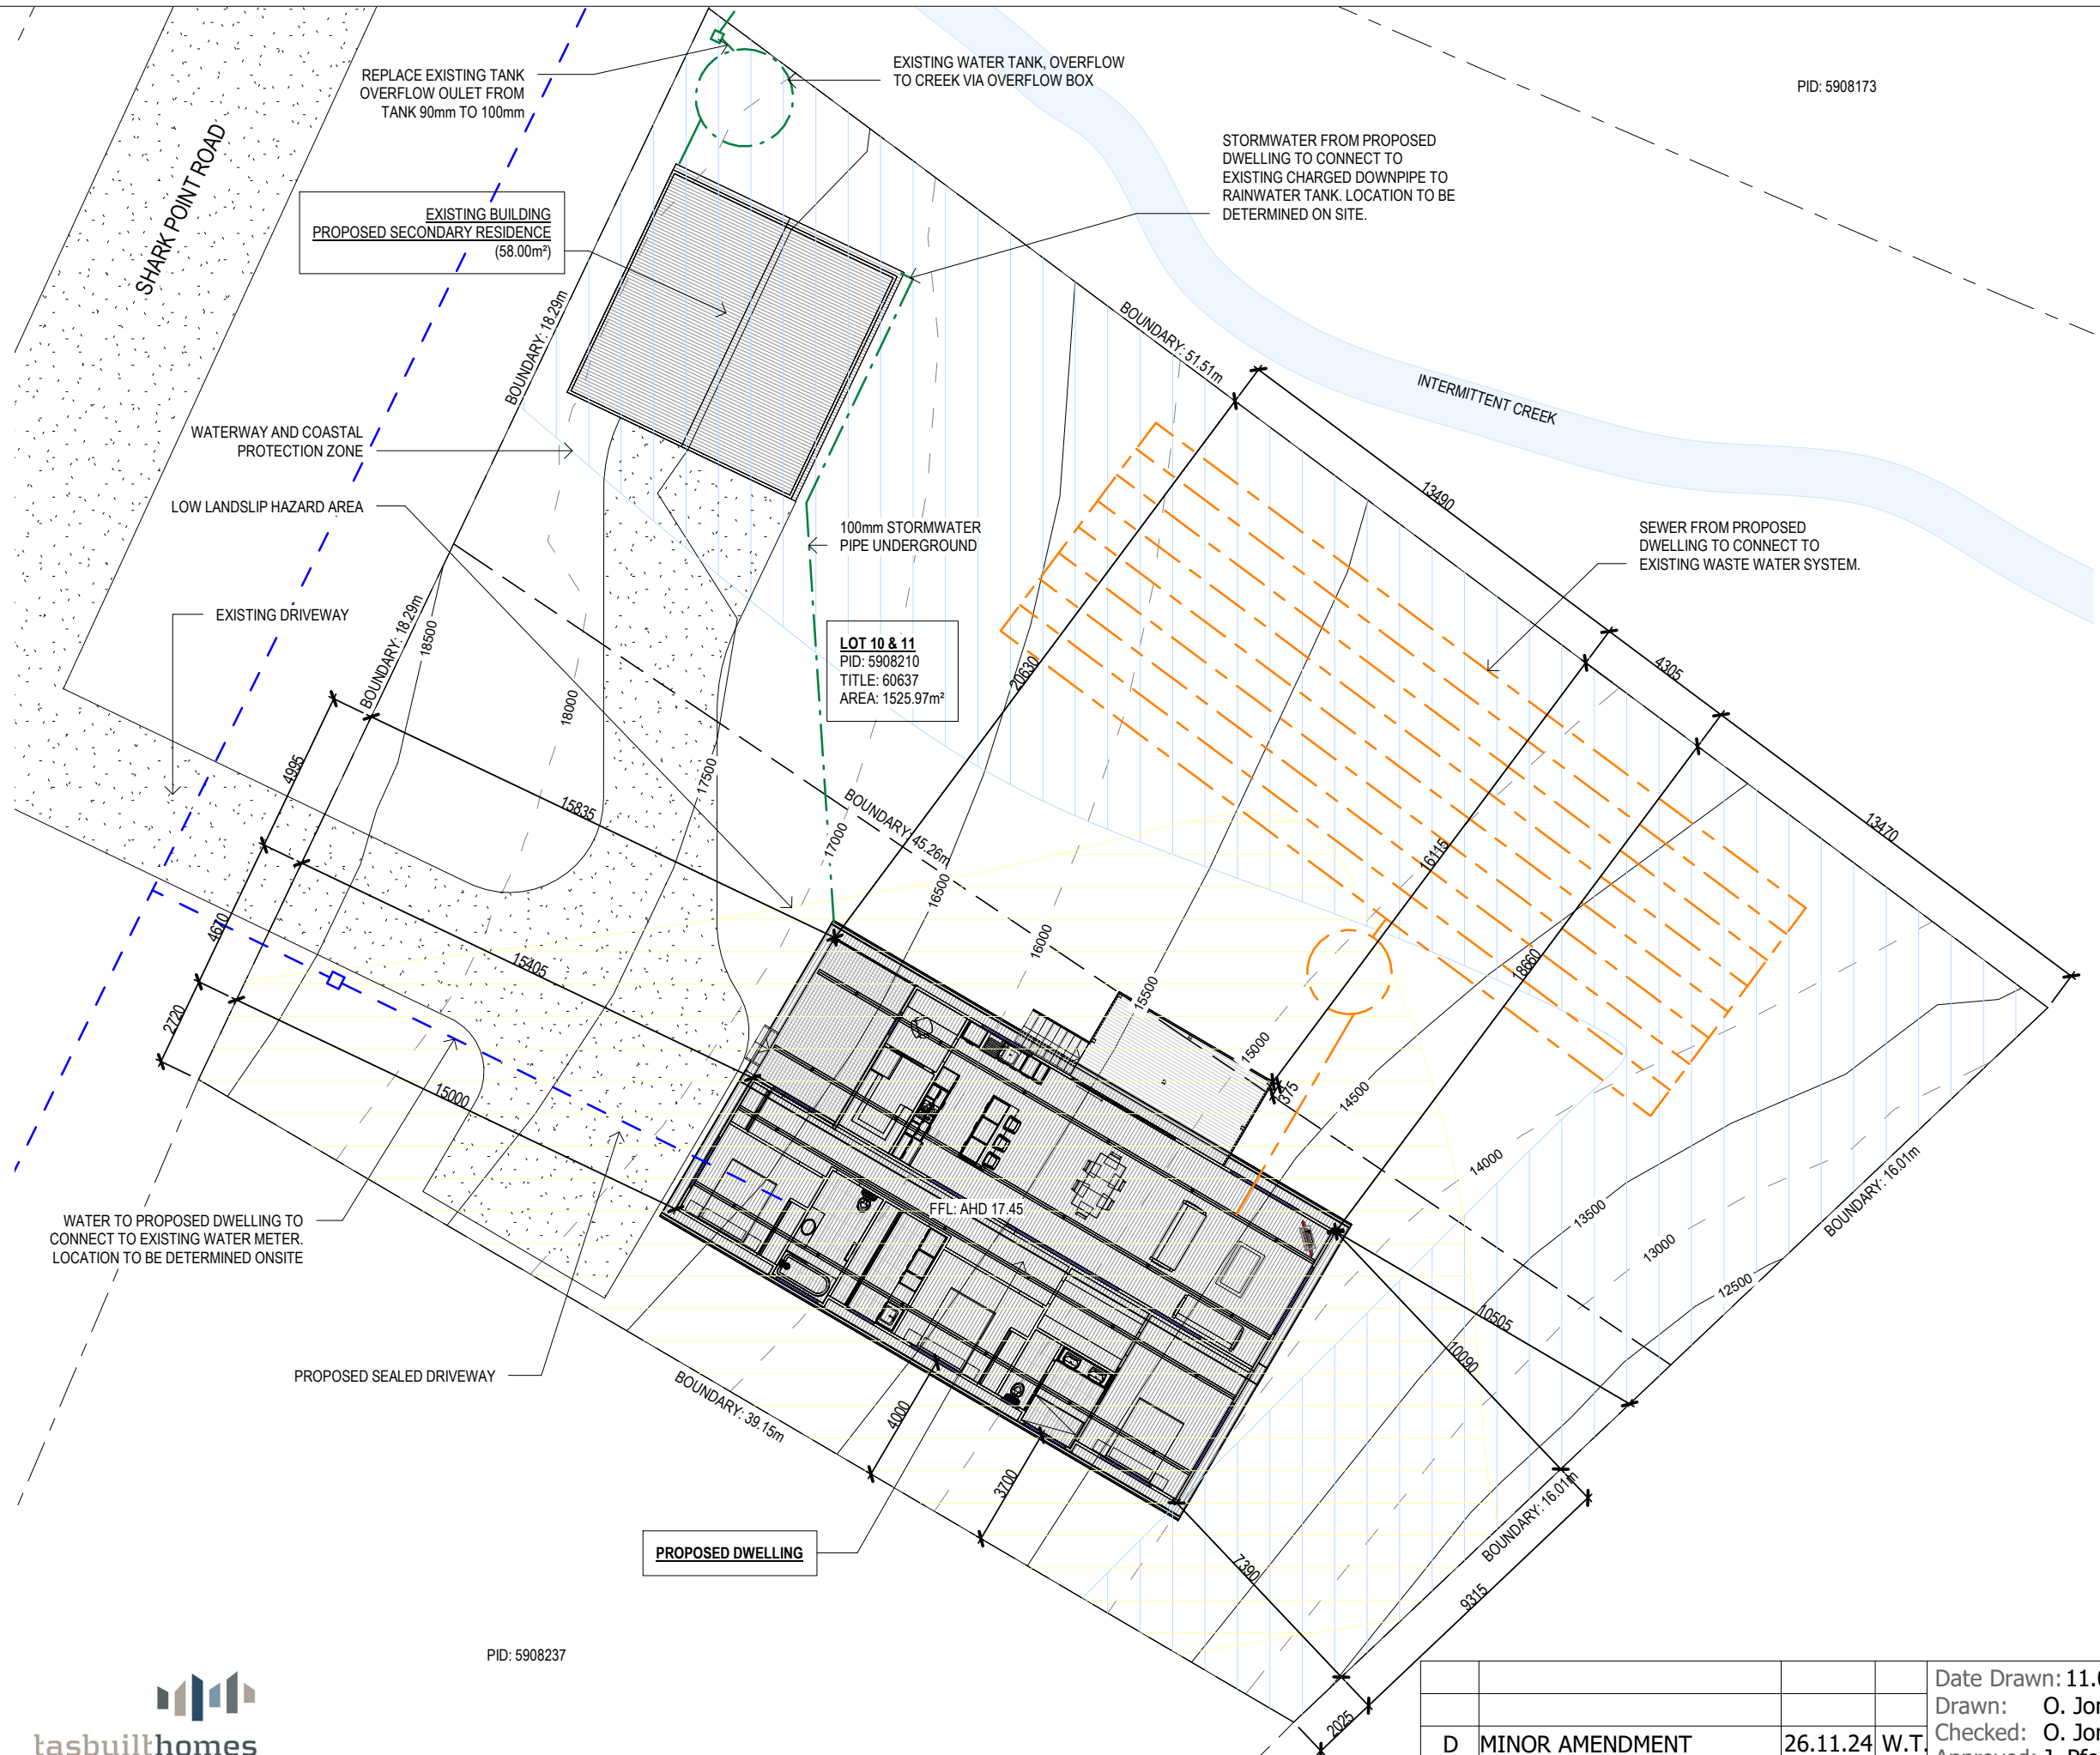 REPLACE EXISTING TANK
OVERFLOW OULET FROM
TANK 90mm TO 100mm
EXISTING WATER TANK, OVERFLOW
TO CREEK VIA OVERFLOW BOX
PID: 5908173
SHARK POINT ROAD
STORMWATER FROM PROPOSED
DWELLING TO CONNECT TO
EXISTING CHARGED DOWNPIPE TO
RAINWATER TANK. LOCATION TO BE
DETERMINED ON SITE.
EXISTING BUILDING
PROPOSED SECONDARY RESIDENCE
(58.00m²)
BOUNDARY: 18.29m
BOUNDARY: 51.51m
INTERMITTENT CREEK
WATERWAY AND COASTAL
PROTECTION ZONE
LOW LANDSLIP HAZARD AREA
13490
100mm STORMWATER
PIPE UNDERGROUND
SEWER FROM PROPOSED
DWELLING TO CONNECT TO
EXISTING WASTE WATER SYSTEM.
EXISTING DRIVEWAY
BOUNDARY: 18.29m
18500
LOT 10 & 11
PID: 5908210
TITLE: 60637
AREA: 1525.97m²
20630
4305
18000
17500
4995
15835
17000
BOUNDARY: 45.26m
16500
16115
13470
4670
15405
16000
18660
15500
2720
15000
15000
375
14500
14000
BOUNDARY: 16.01m
13500
13000
12500
WATER TO PROPOSED DWELLING TO
CONNECT TO EXISTING WATER METER.
LOCATION TO BE DETERMINED ONSITE
FFL: AHD 17.45
10505
10090
PROPOSED SEALED DRIVEWAY
BOUNDARY: 39.15m
4000
3700
BOUNDARY: 16.01m
PROPOSED DWELLING
7390
9315
2025
PID: 5908237
tasbuilthomes
Date Drawn: 11.
Drawn: O. Jo
Checked: O. Jo
D MINOR AMENDMENT 26.11.24 W.T.